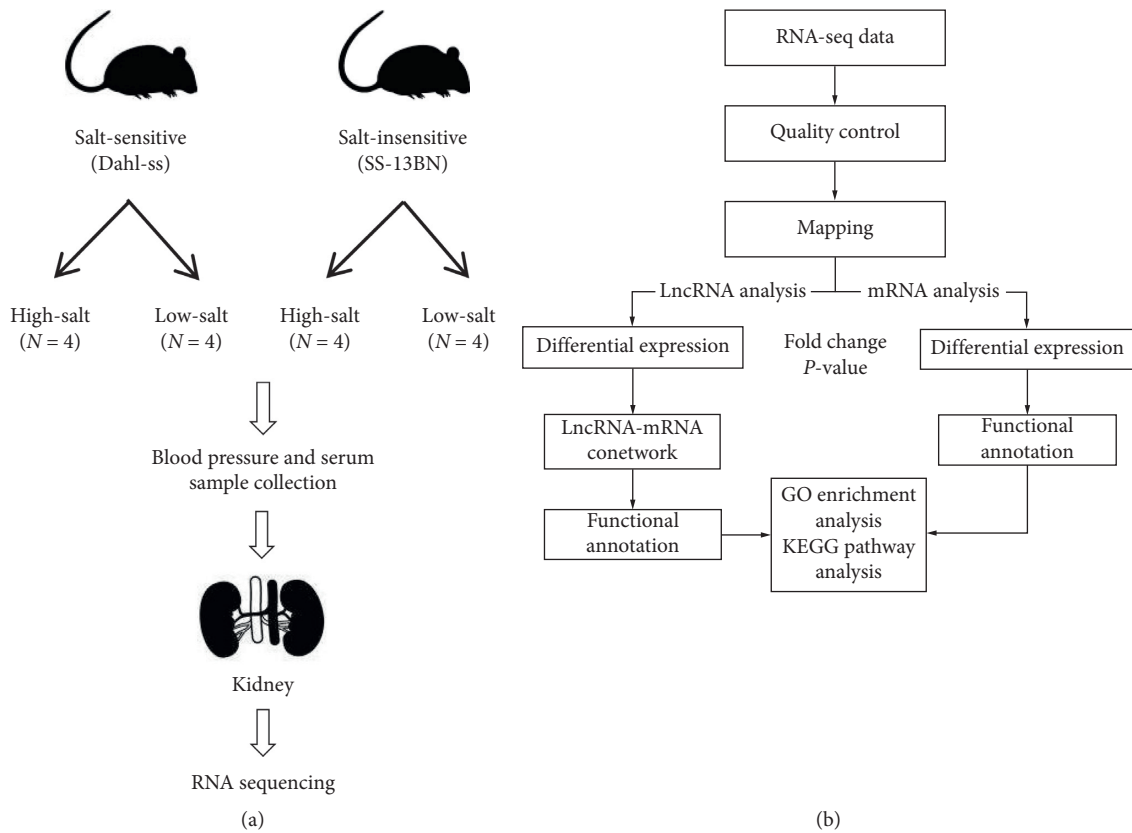 Salt-sensitive
(Dahl-ss)
Salt-insensitive
(SS-13BN)
High-salt
(N = 4)
Low-salt
(N = 4)
High-salt
(N = 4)
Low-salt
(N = 4)
Blood pressure and serum
sample collection
Kidney
RNA sequencing
(a)
RNA-seq data
Quality control
Mapping
LncRNA analysis
mRNA analysis
Differential expression
Fold change
P-value
Differential expression
LncRNA-mRNA
conetwork
Functional
annotation
Functional
annotation
GO enrichment
analysis
KEGG pathway
analysis
(b)